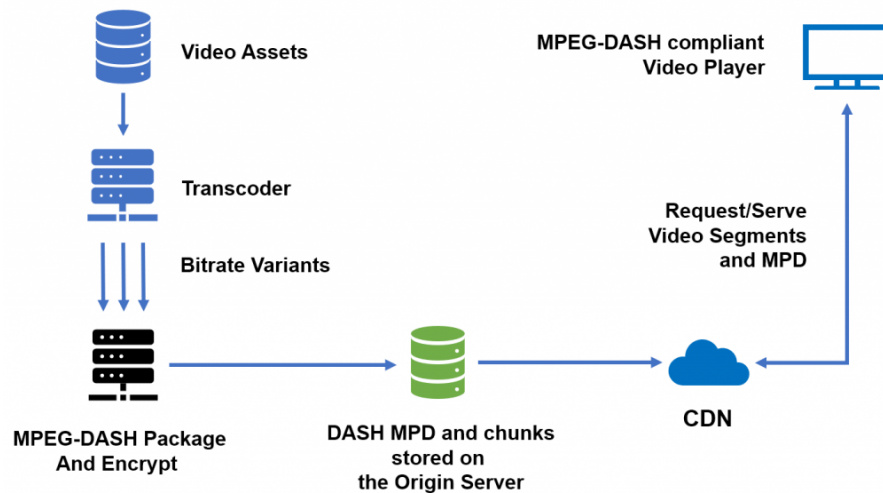 Video Assets
MPEG-DASH compliant
Video Player
Transcoder
Request/Serve
Video Segments
and MPD
Bitrate Variants
MPEG-DASH Package
And Encrypt
DASH MPD and chunks
stored on
the Origin Server
CDN